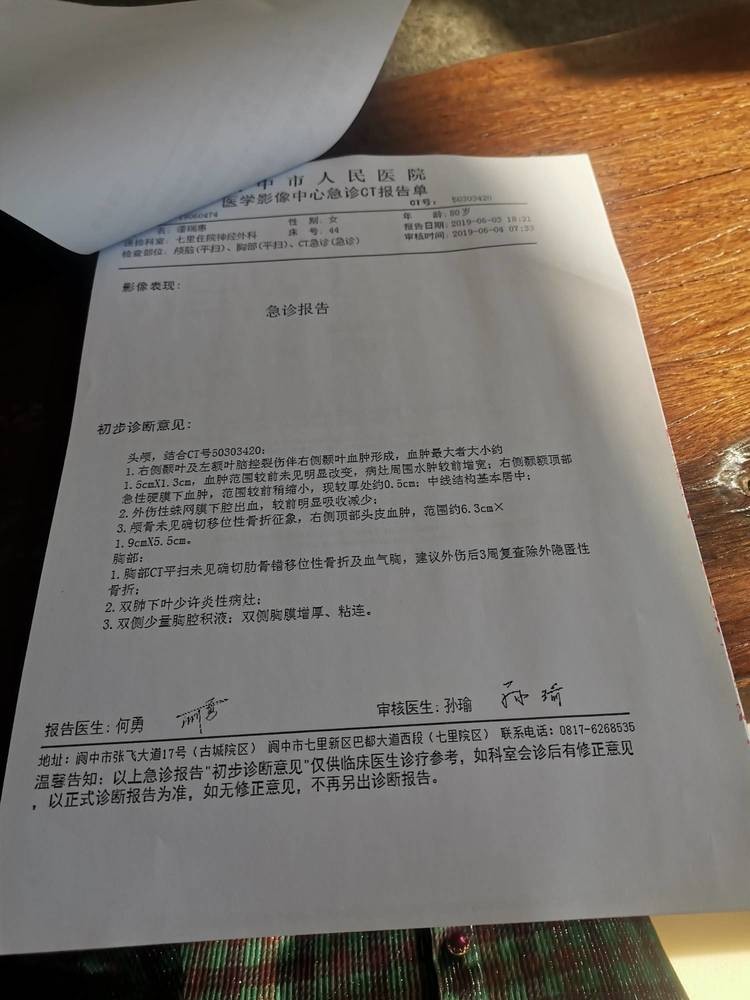 中市人民医院
医学影像中心急诊CT报告单
CT号: 50303420
性 别: 女 年 龄: 80岁
床 号: 44 报告日期: 2019-06-03 18:21
送检科室: 七里住院神经外科 审核时间: 2019-06-04 07:33
检查部位: 颅脑(平扫)、胸部(平扫)、CT急诊(急诊)
影像表现:
急诊报告
初步诊断意见:
头颅, 结合CT号50303420:
1.右侧颞叶及左额叶脑挫裂伤伴右侧颞叶血肿形成, 血肿最大者大小约
1.5cmX1.3cm, 血肿范围较前未见明显改变, 病灶周围水肿较前增宽; 右侧颞额顶部
急性硬膜下血肿, 范围较前稍缩小, 现较厚处约0.5cm; 中线结构基本居中;
2.外伤性蛛网膜下腔出血, 较前明显吸收减少;
3.颅骨未见确切移位性骨折征象, 右侧顶部头皮血肿, 范围约6.3cm×
1.9cmX5.5cm。
胸部:
1.胸部CT平扫未见确切肋骨错移位性骨折及血气胸, 建议外伤后3周复查除外隐匿性
骨折;
2.双肺下叶少许炎性病灶;
3.双侧少量胸腔积液; 双侧胸膜增厚、粘连。
报告医生: 何勇 审核医生: 孙瑜 孙瑜
地址: 阆中市张飞大道17号 (古城院区) 阆中市七里新区巴都大道西段 (七里院区) 联系电话: 0817-6268535
温馨告知: 以上急诊报告"初步诊断意见"仅供临床医生诊疗参考, 如科室会诊后有修正意见
, 以正式诊断报告为准, 如无修正意见, 不再另出诊断报告。